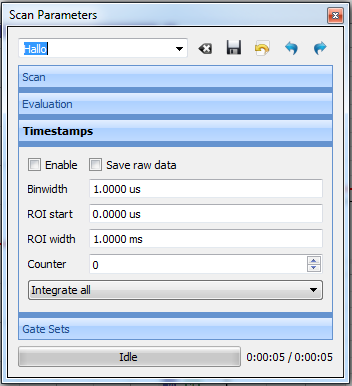 Scan Parameters
Hallo
Scan
Evaluation
Timestamps
Enable Save raw data
Binwidth 1.0000 us
ROI start 0.0000 us
ROI width 1.0000 ms
Counter 0
Integrate all
Gate Sets
Idle 0:00:05 / 0:00:05